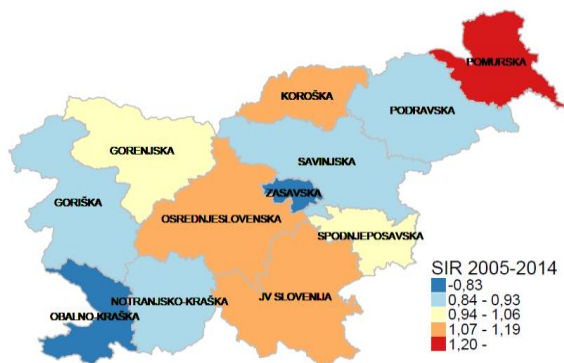 POMURSKA
KOROŠKA
PODRAVSKA
GORENJSKA
SAVINJSKA
ZASAVSKA
GORIŠKA
OSREDNJESLOVENSKA
SPODNJEPOSAVSKA
NOTRANJSKO-KRAŠKA
JV SLOVENIJA
OBALNO-KRAŠKA
SIR 2005-2014
-0,83
0,84 - 0,93
0,94 - 1,06
1,07 - 1,19
1,20 -